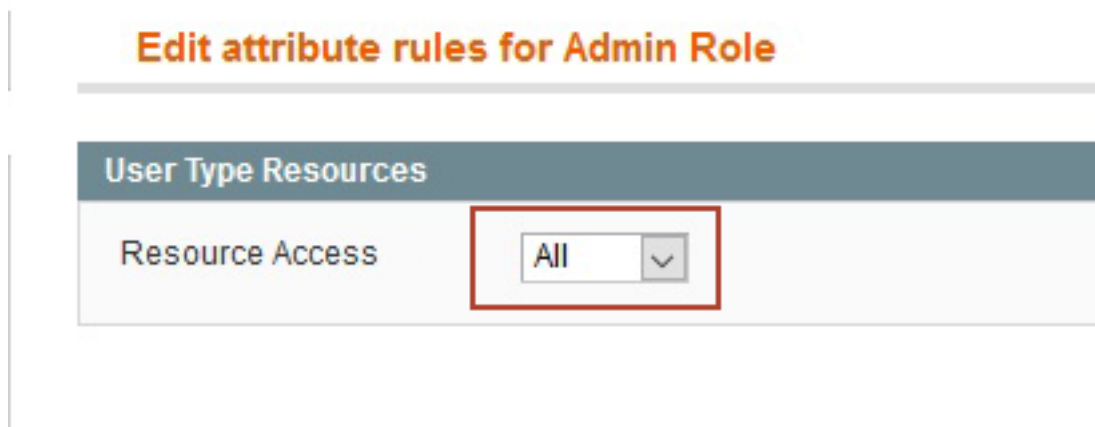 Edit attribute rules for Admin Role
User Type Resources
Resource Access All